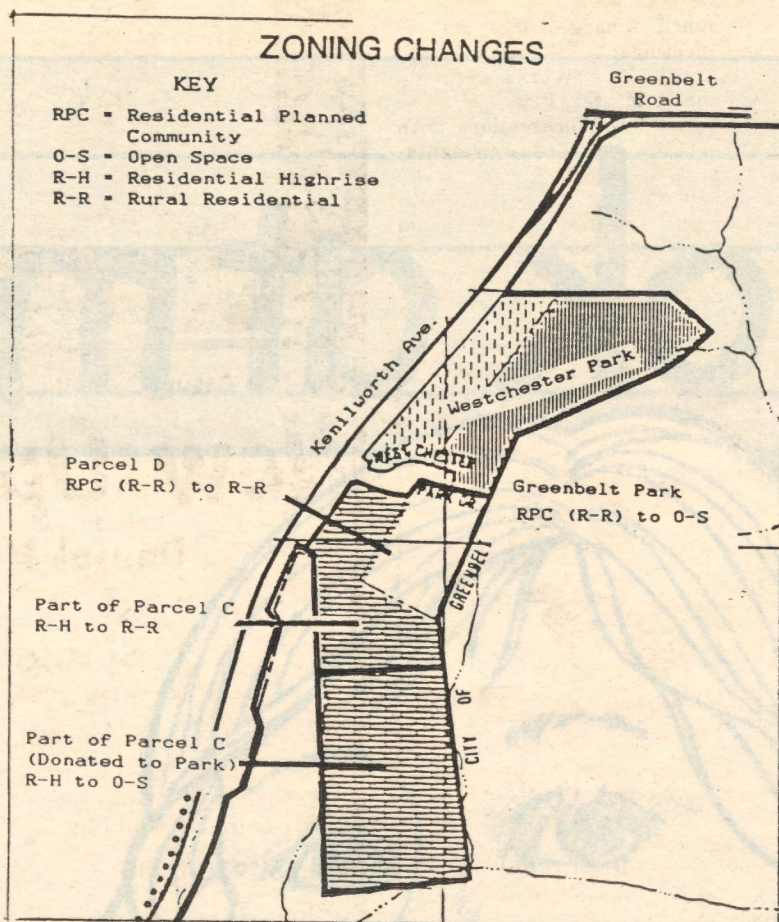 ZONING CHANGES
KEY
RPC = Residential Planned
Community
O-S = Open Space
R-H = Residential Highrise
R-R = Rural Residential
Greenbelt
Road
Kenilworth Ave.
Westchester Park
WESTCHESTER
PARK DR.
Parcel D
RPC (R-R) to R-R
Greenbelt Park
RPC (R-R) to O-S
Part of Parcel C
R-H to R-R
CITY OF GREENBELT
Part of Parcel C
(Donated to Park)
R-H to O-S